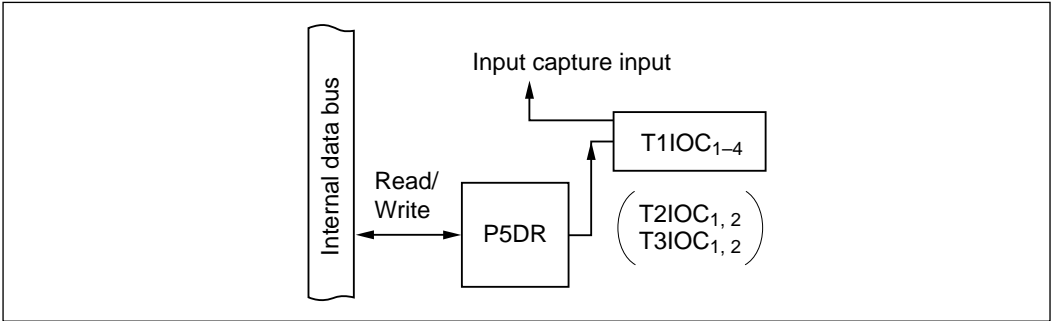 Internal data bus
Input capture input
T1IOC1–4
Read/
Write
P5DR
T2IOC1, 2
T3IOC1, 2